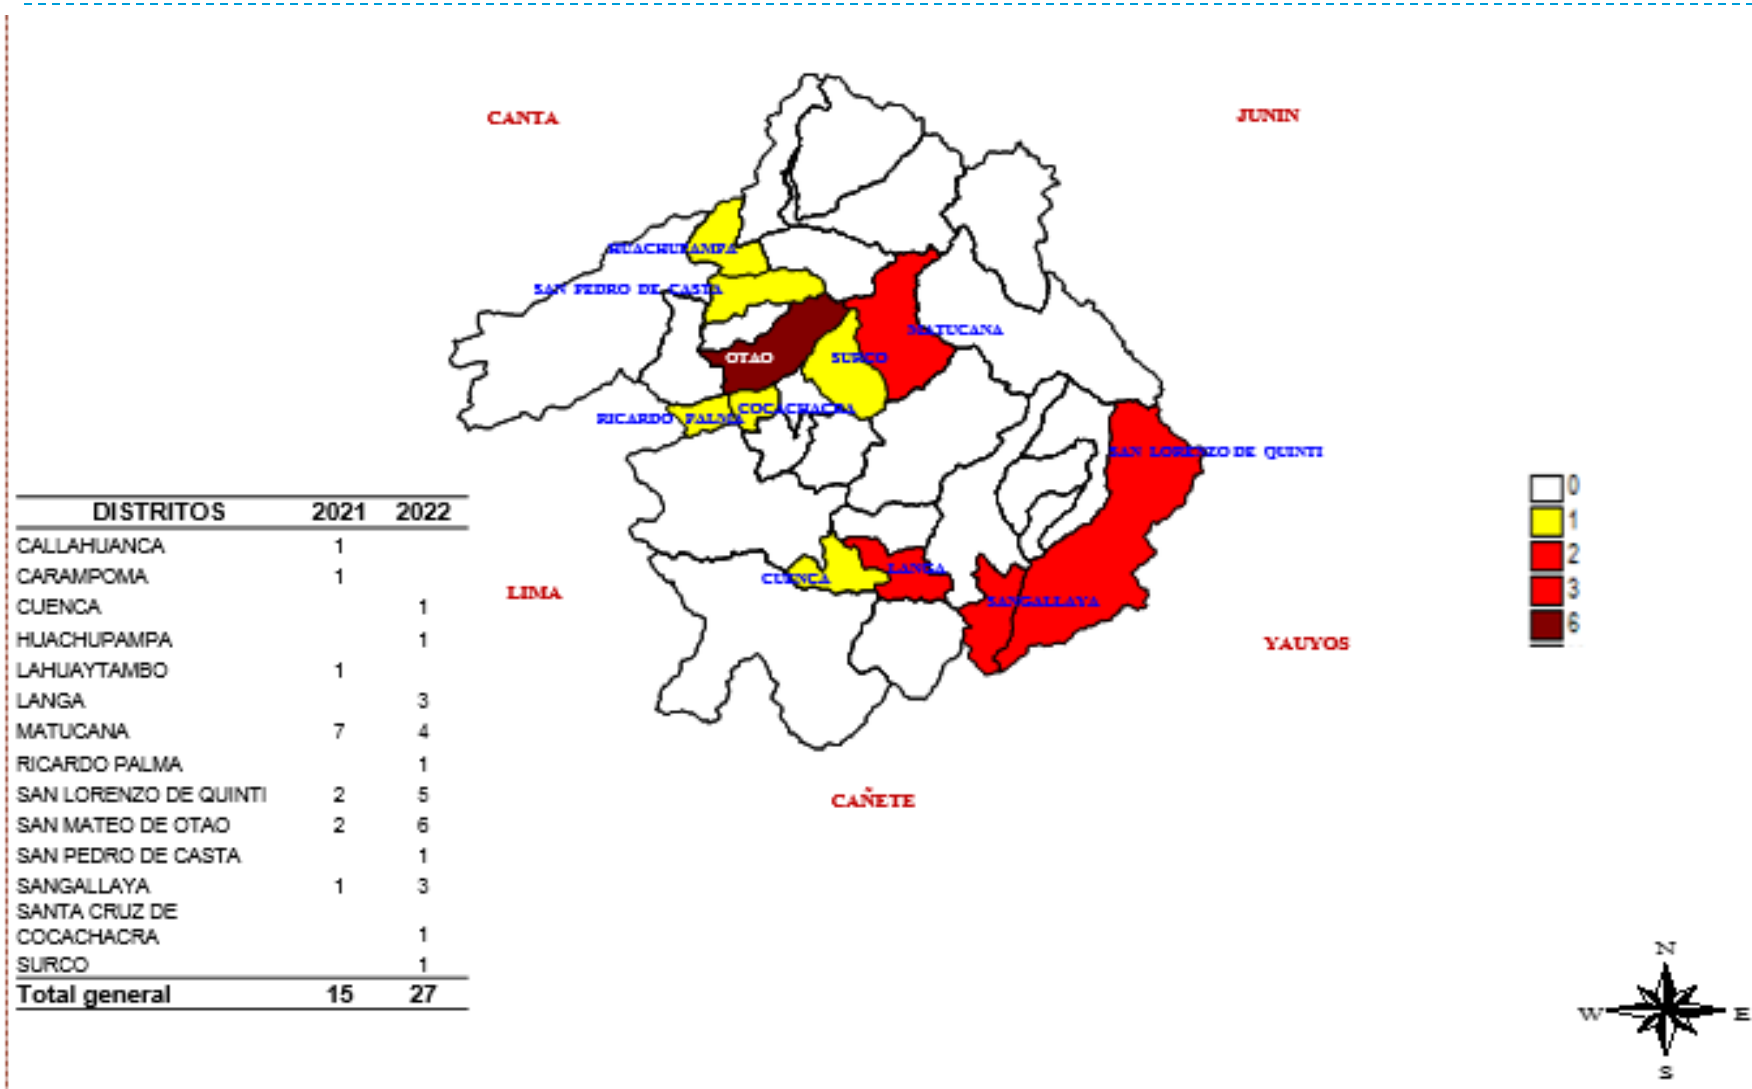 CANTA
JUNIN
HUACHUPAMPA
SAN PEDRO DE CASTA
MATUCANA
OTAO
SURCO
COCACHACRA
RICARDO PALMA
SAN LORENZO DE QUINTI
CUENCA
LANGA
SANGALLAYA
LIMA
YAUYOS
CAÑETE
0
1
2
3
6
DISTRITOS 2021 2022
CALLAHUANCA 1
CARAMPOMA 1
CUENCA 1
HUACHUPAMPA 1
LAHUAYTAMBO 1
LANGA 3
MATUCANA 7 4
RICARDO PALMA 1
SAN LORENZO DE QUINTI 2 5
SAN MATEO DE OTAO 2 6
SAN PEDRO DE CASTA 1
SANGALLAYA 1 3
SANTA CRUZ DE
COCACHACRA 1
SURCO 1
Total general 15 27
N
W E
S